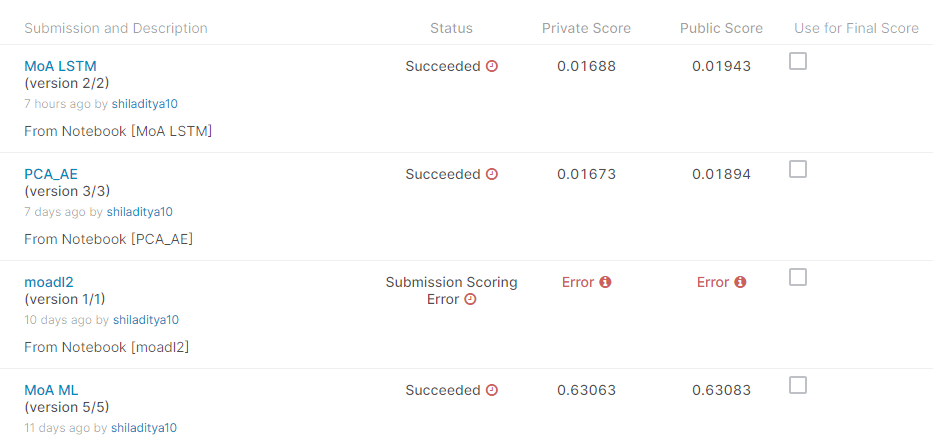 Submission and Description Status Private Score Public Score Use for Final Score
MoA LSTM Succeeded 0.01688 0.01943
(version 2/2)
7 hours ago by shiladitya10
From Notebook [MoA LSTM]
PCA_AE Succeeded 0.01673 0.01894
(version 3/3)
7 days ago by shiladitya10
From Notebook [PCA_AE]
moadl2 Submission Scoring Error Error
(version 1/1) Error
10 days ago by shiladitya10
From Notebook [moadl2]
MoA ML Succeeded 0.63063 0.63083
(version 5/5)
11 days ago by shiladitya10